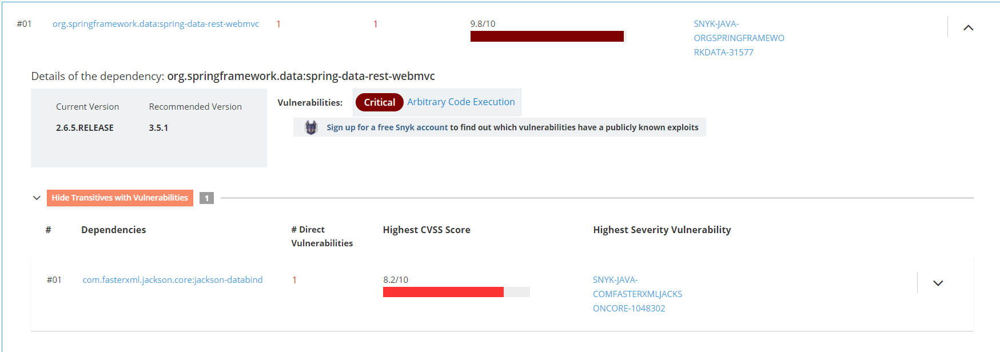 #01 org.springframework.data:spring-data-rest-webmvc 1 1 9.8/10 SNYK-JAVA-
ORGSPRINGFRAMEWO
RKDATA-31577
Details of the dependency: org.springframework.data:spring-data-rest-webmvc
Current Version Recommended Version
2.6.5.RELEASE 3.5.1
Vulnerabilities: Critical Arbitrary Code Execution
Sign up for a free Snyk account to find out which vulnerabilities have a publicly known exploits
Hide Transitives with Vulnerabilities 1
# Dependencies # Direct Highest CVSS Score Highest Severity Vulnerability
Vulnerabilities
#01 com.fasterxml.jackson.core:jackson-databind 1 8.2/10 SNYK-JAVA-
COMFASTERXMLJACKS
ONCORE-1048302